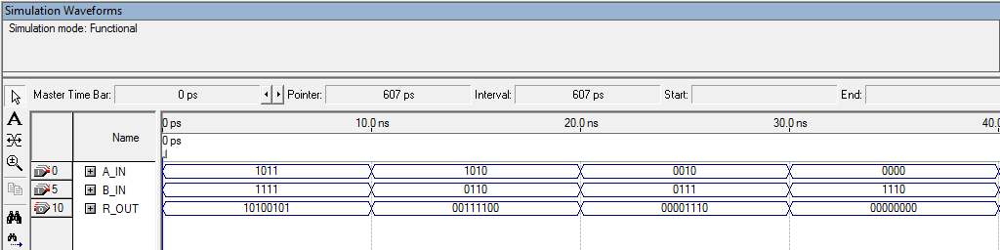 Simulation Waveforms
Simulation mode: Functional
Master Time Bar: 0 ps Pointer: 607 ps Interval: 607 ps Start: End:
Name 0 ps 10.0 ns 20.0 ns 30.0 ns 40.0
0 ps
0 A_IN 1011 1010 0010 0000
5 B_IN 1111 0110 0111 1110
10 R_OUT 10100101 00111100 00001110 00000000